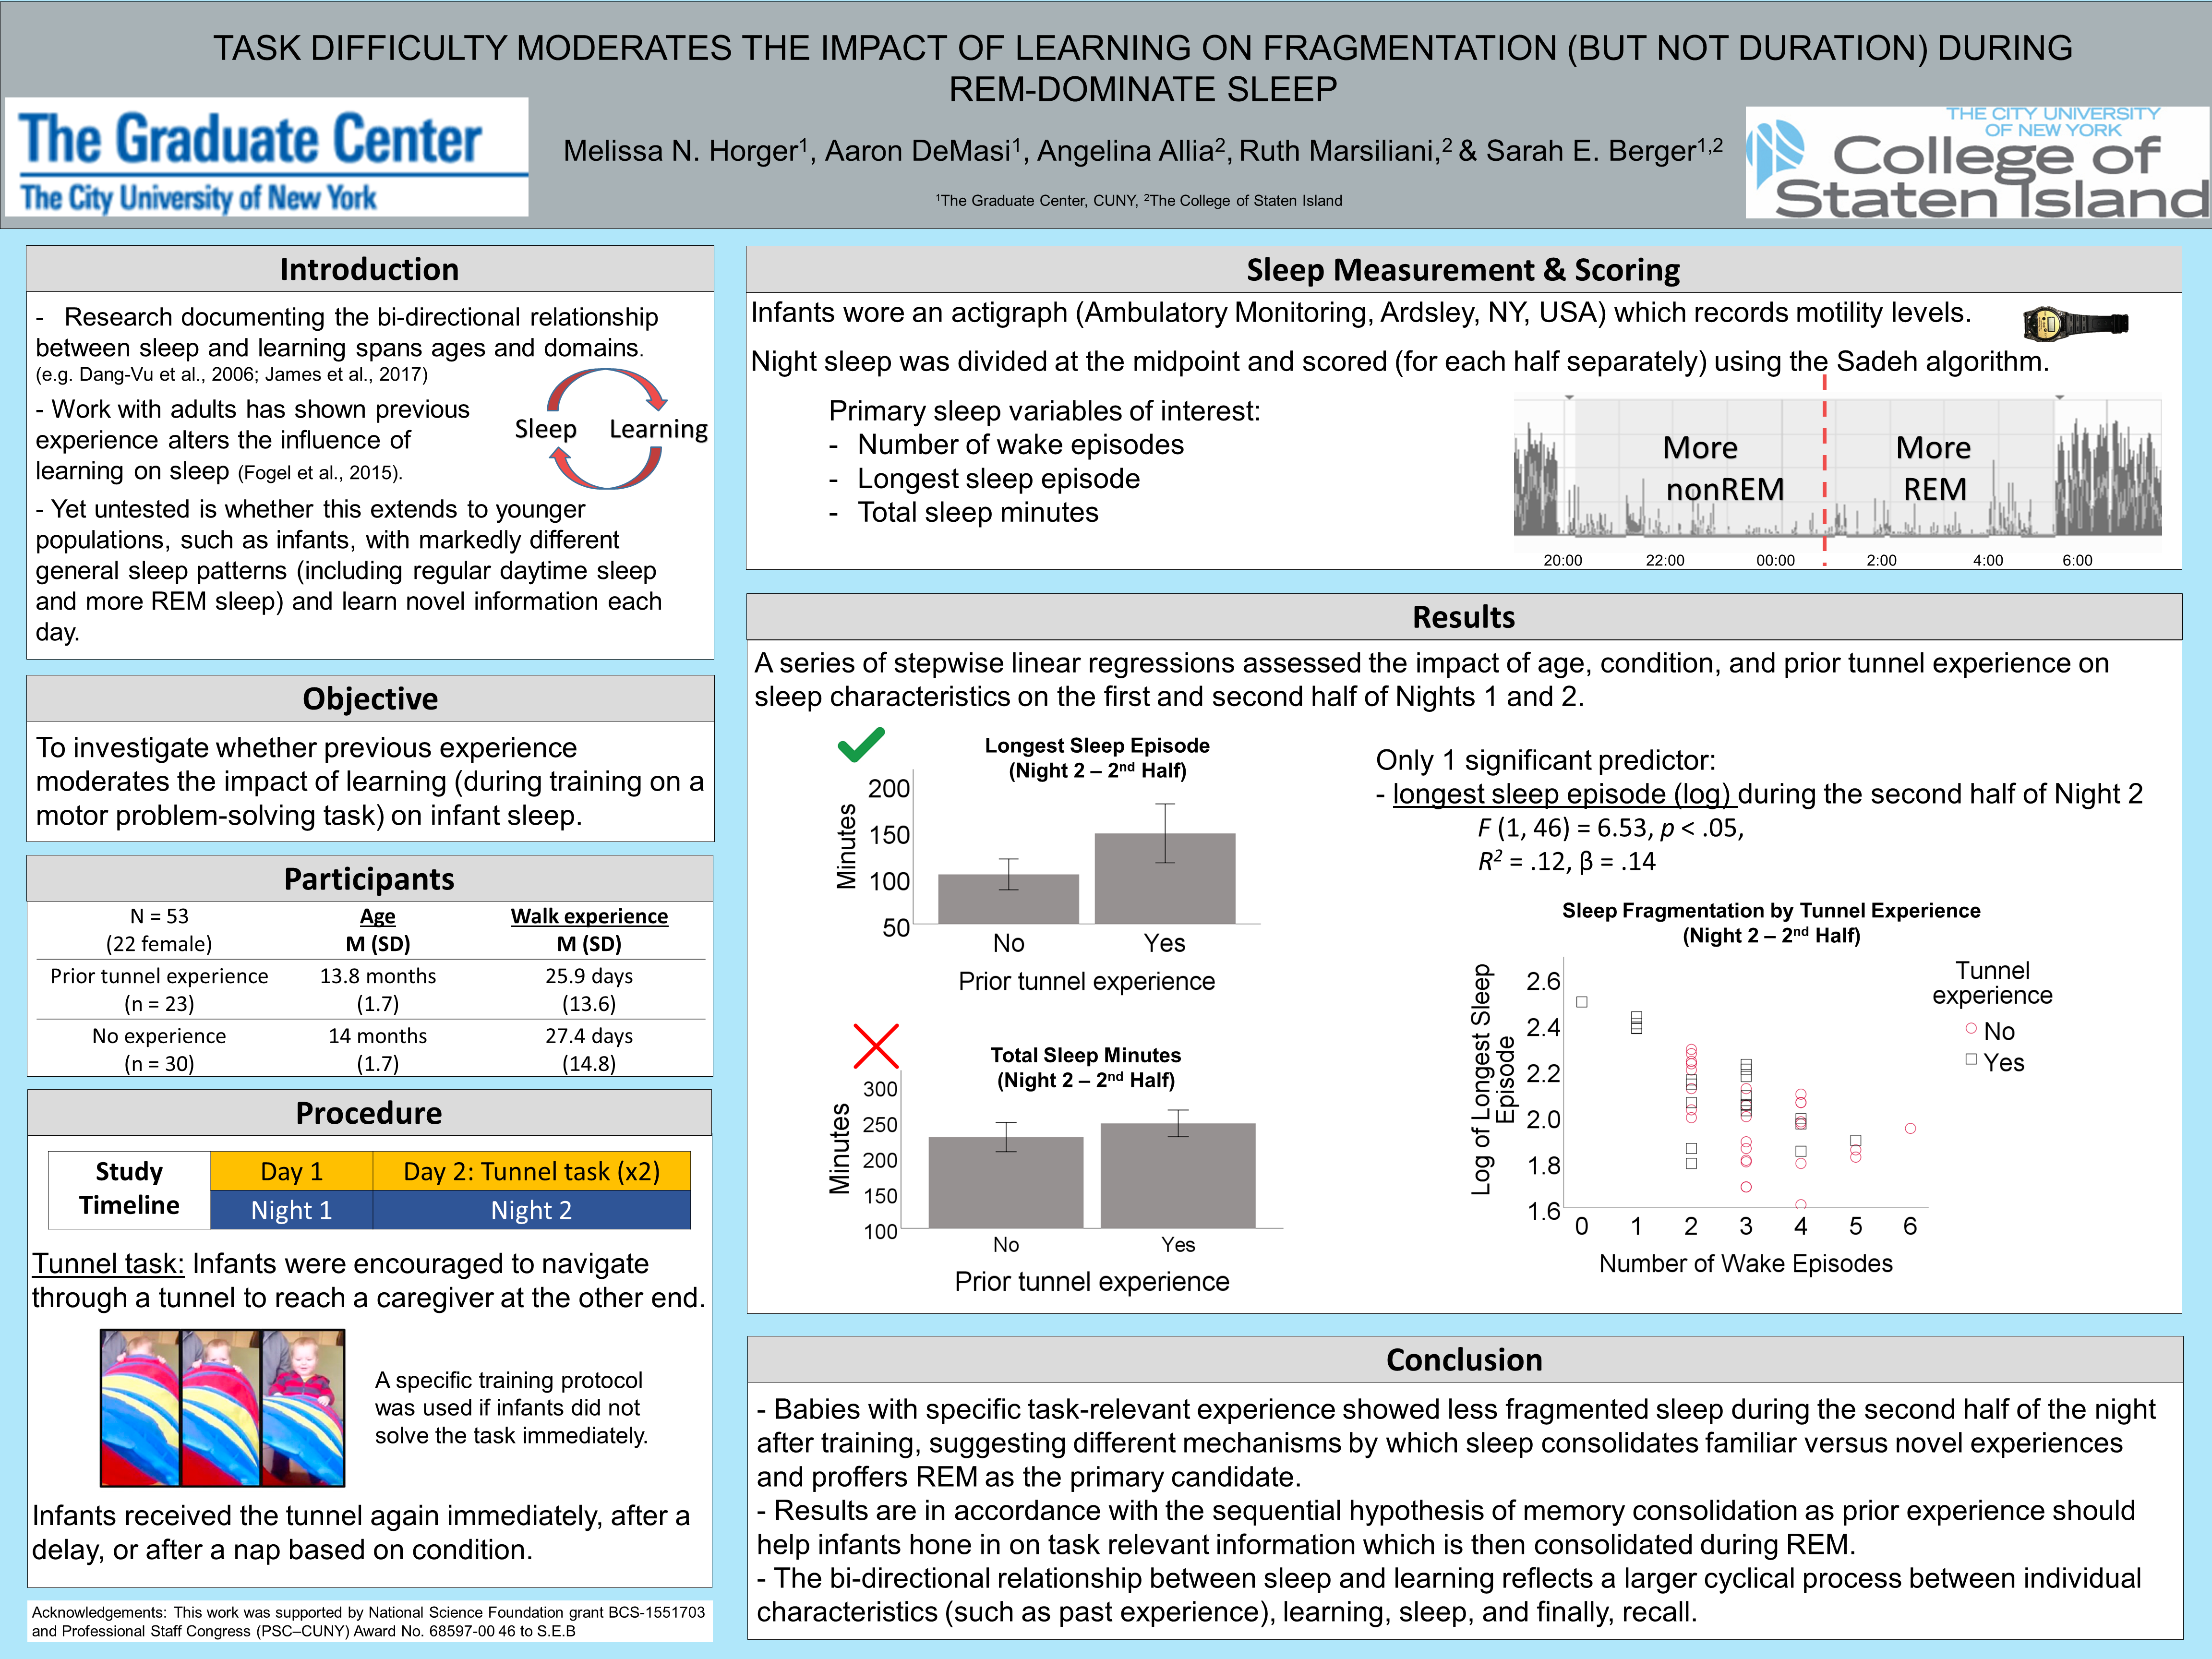 TASK DIFFICULTY MODERATES THE IMPACT OF LEARNING ON FRAGMENTATION (BUT NOT DURATION) DURING
REM-DOMINATE SLEEP
The Graduate Center
The City University of New York
Melissa N. Horger1, Aaron DeMasi1, Angelina Allia2, Ruth Marsiliani,2 & Sarah E. Berger1,2
1The Graduate Center, CUNY, 2The College of Staten Island
THE CITY UNIVERSITY
OF NEW YORK
College of
Staten Island
Introduction
- Research documenting the bi-directional relationship
between sleep and learning spans ages and domains.
(e.g. Dang-Vu et al., 2006; James et al., 2017)
- Work with adults has shown previous
experience alters the influence of
learning on sleep (Fogel et al., 2015).
Sleep Learning
- Yet untested is whether this extends to younger
populations, such as infants, with markedly different
general sleep patterns (including regular daytime sleep
and more REM sleep) and learn novel information each
day.
Objective
To investigate whether previous experience
moderates the impact of learning (during training on a
motor problem-solving task) on infant sleep.
Participants
N = 53 Age Walk experience
(22 female) M (SD) M (SD)
Prior tunnel experience 13.8 months 25.9 days
(n = 23) (1.7) (13.6)
No experience 14 months 27.4 days
(n = 30) (1.7) (14.8)
Procedure
Study
Timeline
Day 1 Day 2: Tunnel task (x2)
Night 1 Night 2
Tunnel task: Infants were encouraged to navigate
through a tunnel to reach a caregiver at the other end.
A specific training protocol
was used if infants did not
solve the task immediately.
Infants received the tunnel again immediately, after a
delay, or after a nap based on condition.
Acknowledgements: This work was supported by National Science Foundation grant BCS-1551703
and Professional Staff Congress (PSC–CUNY) Award No. 68597-00 46 to S.E.B
Sleep Measurement & Scoring
Infants wore an actigraph (Ambulatory Monitoring, Ardsley, NY, USA) which records motility levels.
Night sleep was divided at the midpoint and scored (for each half separately) using the Sadeh algorithm.
Primary sleep variables of interest:
- Number of wake episodes
- Longest sleep episode
- Total sleep minutes
More
nonREM
More
REM
20:00 22:00 00:00 2:00 4:00 6:00
Results
A series of stepwise linear regressions assessed the impact of age, condition, and prior tunnel experience on
sleep characteristics on the first and second half of Nights 1 and 2.
Longest Sleep Episode
(Night 2 – 2nd Half)
Minutes
200
150
100
50
No Yes
Prior tunnel experience
Total Sleep Minutes
(Night 2 – 2nd Half)
Minutes
300
250
200
150
100
No Yes
Prior tunnel experience
Only 1 significant predictor:
- longest sleep episode (log) during the second half of Night 2
F (1, 46) = 6.53, p < .05,
R2 = .12, β = .14
Sleep Fragmentation by Tunnel Experience
(Night 2 – 2nd Half)
Log of Longest Sleep
Episode
2.6
2.4
2.2
2.0
1.8
1.6
0 1 2 3 4 5 6
Number of Wake Episodes
Tunnel
experience
No
Yes
Conclusion
- Babies with specific task-relevant experience showed less fragmented sleep during the second half of the night
after training, suggesting different mechanisms by which sleep consolidates familiar versus novel experiences
and proffers REM as the primary candidate.
- Results are in accordance with the sequential hypothesis of memory consolidation as prior experience should
help infants hone in on task relevant information which is then consolidated during REM.
- The bi-directional relationship between sleep and learning reflects a larger cyclical process between individual
characteristics (such as past experience), learning, sleep, and finally, recall.